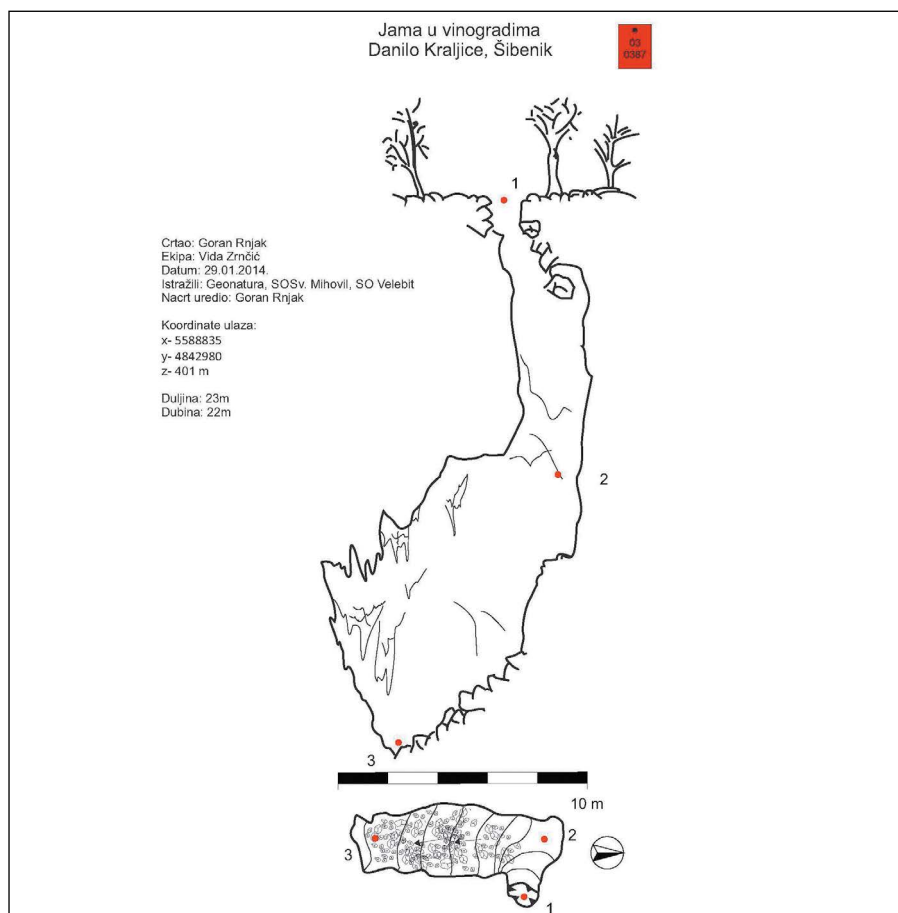 Jama u vinogradima
Danilo Kraljice, Šibenik
03
0387
1
Crtao: Goran Rnjak
Ekipa: Vida Zrnčić
Datum: 29.01.2014.
Istražili: Geonatura, SOSv. Mihovil, SO Velebit
Nacrt uredio: Goran Rnjak
Koordinate ulaza:
x- 5588835
y- 4842980
z- 401 m
Duljina: 23m
Dubina: 22m
2
3
10 m
3
2
1